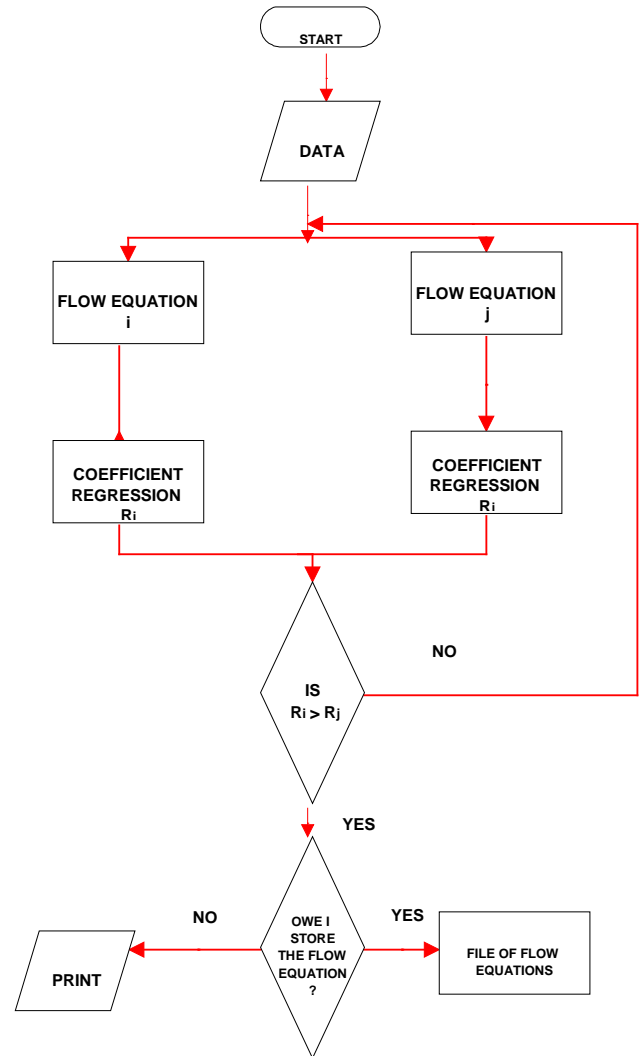 START
DATA
FLOW EQUATION
i
FLOW EQUATION
j
COEFFICIENT
REGRESSION
Ri
COEFFICIENT
REGRESSION
Ri
NO
IS
Ri > Rj
YES
NO
OWE I
STORE
THE FLOW
EQUATION
?
YES
PRINT
FILE OF FLOW
EQUATIONS